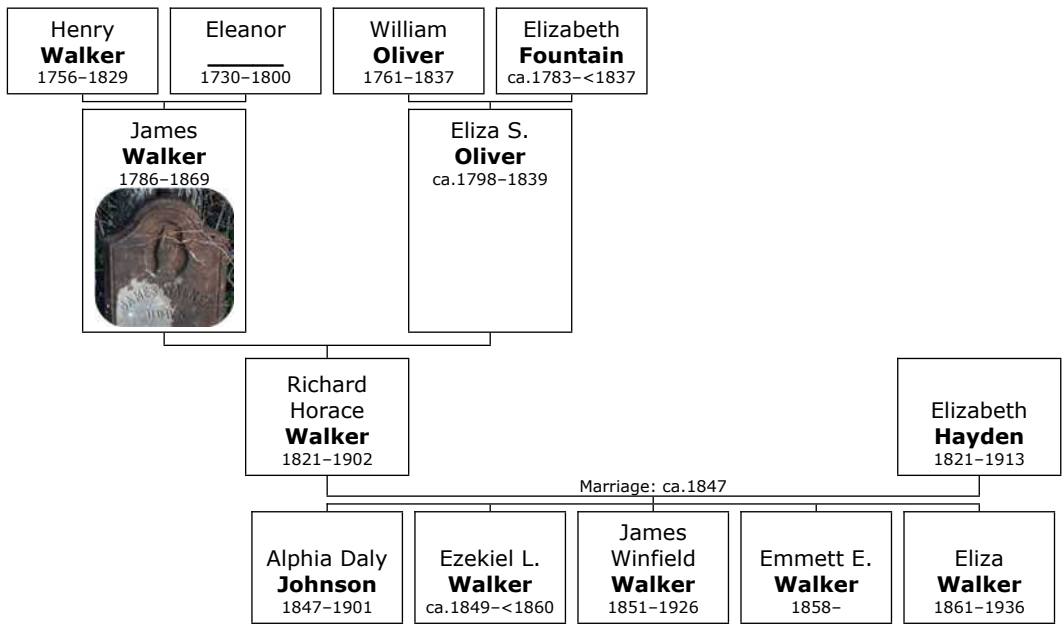 Henry
Walker
1756–1829
Eleanor
______
1730–1800
William
Oliver
1761–1837
Elizabeth
Fountain
ca.1783–<1837
James
Walker
1786–1869
JAMES WALKER
BORN
Eliza S.
Oliver
ca.1798–1839
Richard
Horace
Walker
1821–1902
Elizabeth
Hayden
1821–1913
Marriage: ca.1847
Alphia Daly
Johnson
1847–1901
Ezekiel L.
Walker
ca.1849–<1860
James
Winfield
Walker
1851–1926
Emmett E.
Walker
1858–
Eliza
Walker
1861–1936